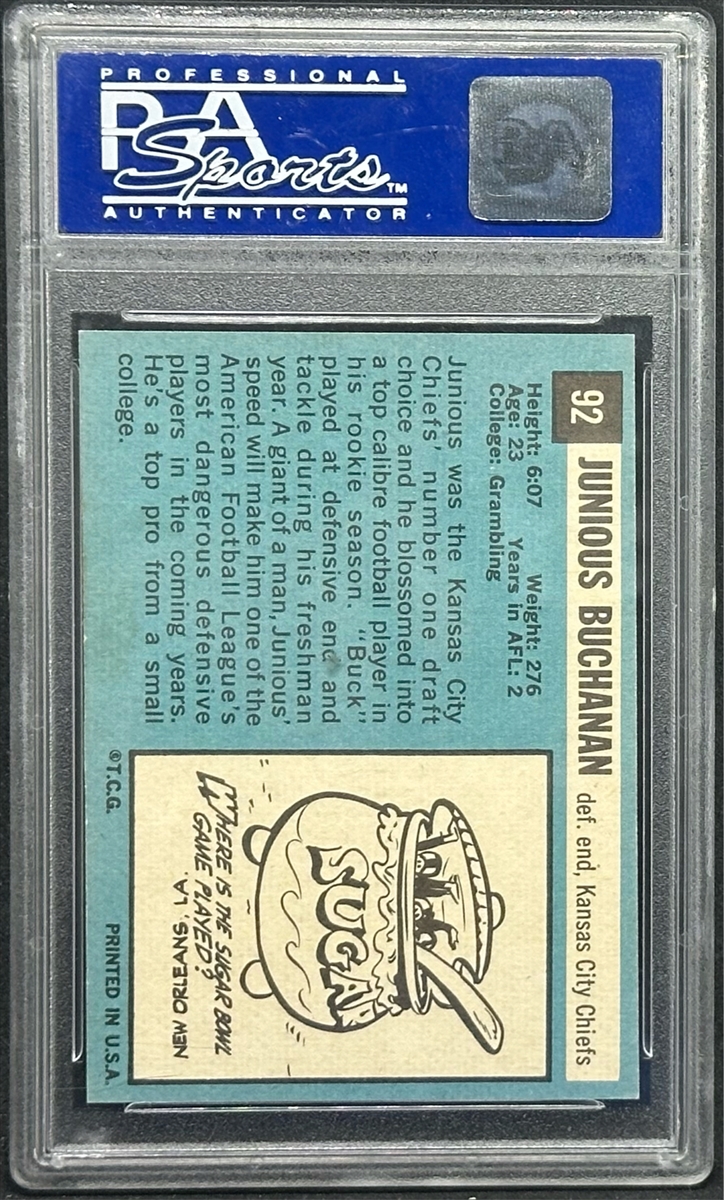 PROFESSIONAL
PSA
Sports™
AUTHENTICATOR
92
JUNIOUS BUCHANAN def. end, Kansas City Chiefs
Height: 6:07 Weight: 276
Age: 23 Years in AFL: 2
College: Grambling
Junious was the Kansas City
Chiefs' number one draft
choice and he blossomed into
a top calibre football player in
his rookie season. "Buck"
played at defensive end and
tackle during his freshman
year. A giant of a man, Junious'
speed will make him one of the
American Football League's
most dangerous defensive
players in the coming years.
He's a top pro from a small
college.
SUGAR
WHERE IS THE SUGAR BOWL
GAME PLAYED?
NEW ORLEANS, LA.
©T.C.G. PRINTED IN U.S.A.